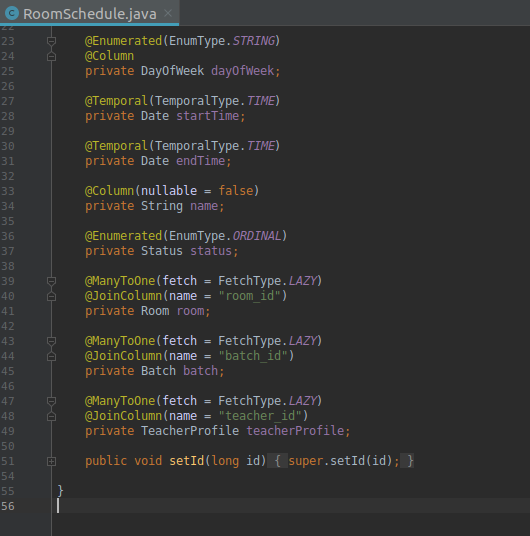 RoomSchedule.java
22
23 @Enumerated(EnumType.STRING)
24 @Column
25 private DayOfWeek dayOfWeek;
26
27 @Temporal(TemporalType.TIME)
28 private Date startTime;
29
30 @Temporal(TemporalType.TIME)
31 private Date endTime;
32
33 @Column(nullable = false)
34 private String name;
35
36 @Enumerated(EnumType.ORDINAL)
37 private Status status;
38
39 @ManyToOne(fetch = FetchType.LAZY)
40 @JoinColumn(name = "room_id")
41 private Room room;
42
43 @ManyToOne(fetch = FetchType.LAZY)
44 @JoinColumn(name = "batch_id")
45 private Batch batch;
46
47 @ManyToOne(fetch = FetchType.LAZY)
48 @JoinColumn(name = "teacher_id")
49 private TeacherProfile teacherProfile;
50
51 public void setId(long id) { super.setId(id); }
54
55 }
56